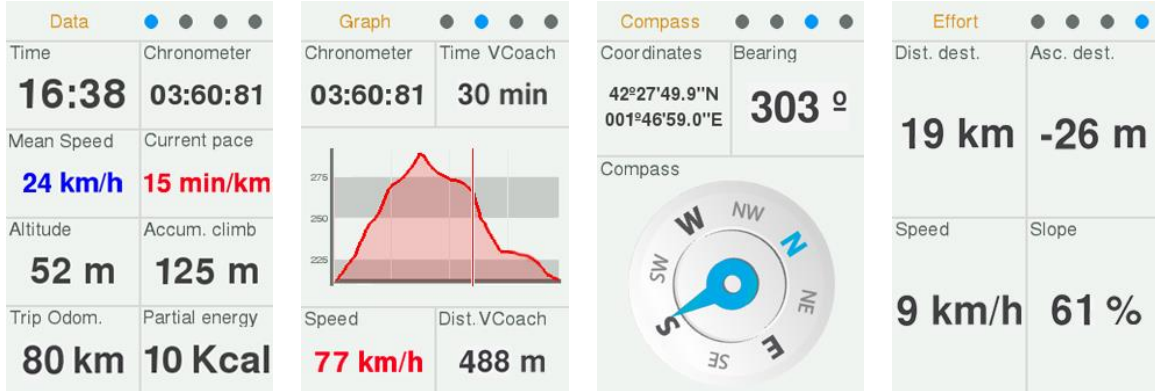 Data
Time
16:38
Chronometer
03:60:81
Mean Speed
24 km/h
Current pace
15 min/km
Altitude
52 m
Accum. climb
125 m
Trip Odom.
80 km
Partial energy
10 Kcal
Graph
Chronometer
03:60:81
Time VCoach
30 min
275
250
225
Speed
77 km/h
Dist.VCoach
488 m
Compass
Coordinates
42º27'49.9"N
001º46'59.0"E
Bearing
303 º
Compass
W
NW
N
NE
E
SE
S
SW
Effort
Dist. dest.
19 km
Asc. dest.
-26 m
Speed
9 km/h
Slope
61 %